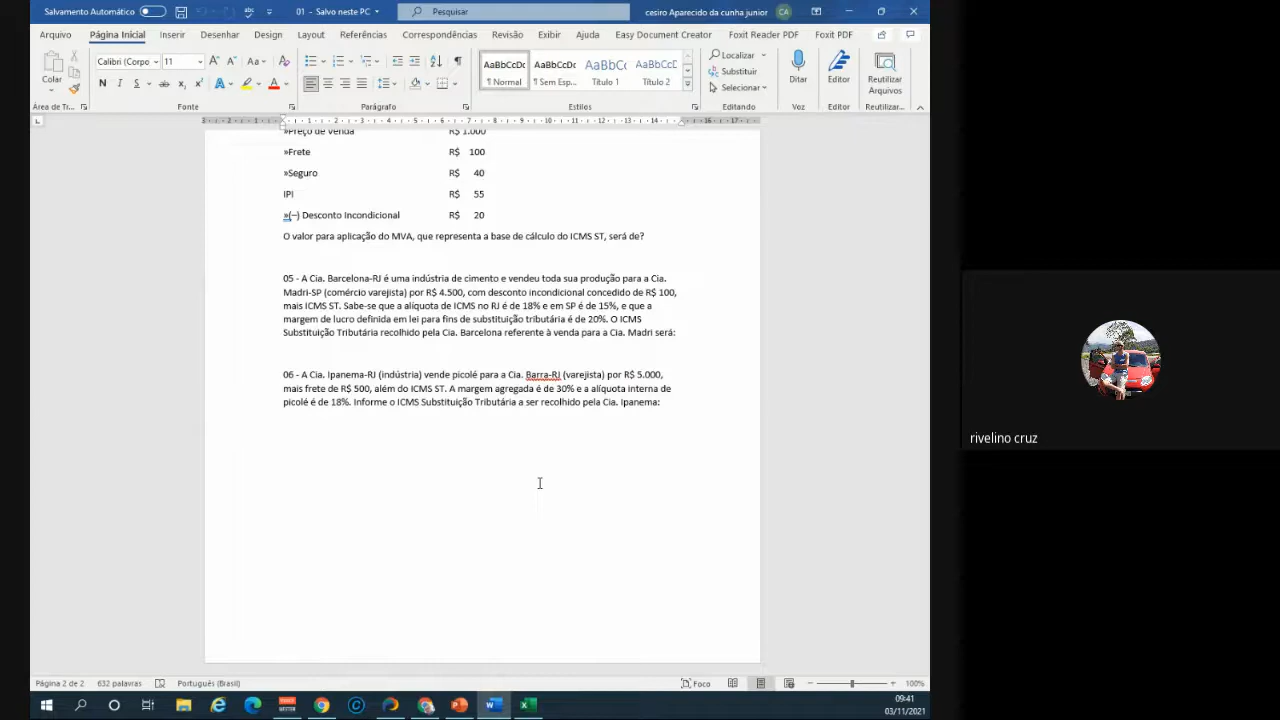 Salvamento Automático
01 - Salvo neste PC
Pesquisar
cesiro Aparecido da cunha junior
CA
Arquivo Página Inicial Inserir Desenhar Design Layout Referências Correspondências Revisão Exibir Ajuda Easy Document Creator Foxit Reader PDF Foxit PDF
Colar
Calibri (Corpo 11
N I S
AaBbCcDc AaBbCcDc AaBbC AaBbCcC
¶ Normal ¶ Sem Esp... Título 1 Título 2
Localizar
Substituir
Selecionar
Ditar
Editor
Reutilizar
Arquivos
Área de Tr... Fonte Parágrafo Estilos Editando Voz Editor Reutilizar...
»Preço de Venda R$ 1.000
»Frete R$ 100
»Seguro R$ 40
IPI R$ 55
»(–) Desconto Incondicional R$ 20
O valor para aplicação do MVA, que representa a base de cálculo do ICMS ST, será de?
05 - A Cia. Barcelona-RJ é uma indústria de cimento e vendeu toda sua produção para a Cia.
Madri-SP (comércio varejista) por R$ 4.500, com desconto incondicional concedido de R$ 100,
mais ICMS ST. Sabe-se que a alíquota de ICMS no RJ é de 18% e em SP é de 15%, e que a
margem de lucro definida em lei para fins de substituição tributária é de 20%. O ICMS
Substituição Tributária recolhido pela Cia. Barcelona referente à venda para a Cia. Madri será:
06 - A Cia. Ipanema-RJ (indústria) vende picolé para a Cia. Barra-RJ (varejista) por R$ 5.000,
mais frete de R$ 500, além do ICMS ST. A margem agregada é de 30% e a alíquota interna de
picolé é de 18%. Informe o ICMS Substituição Tributária a ser recolhido pela Cia. Ipanema:
rivelino cruz
Página 2 de 2 632 palavras Português (Brasil) Foco 100%
09:41
03/11/2021